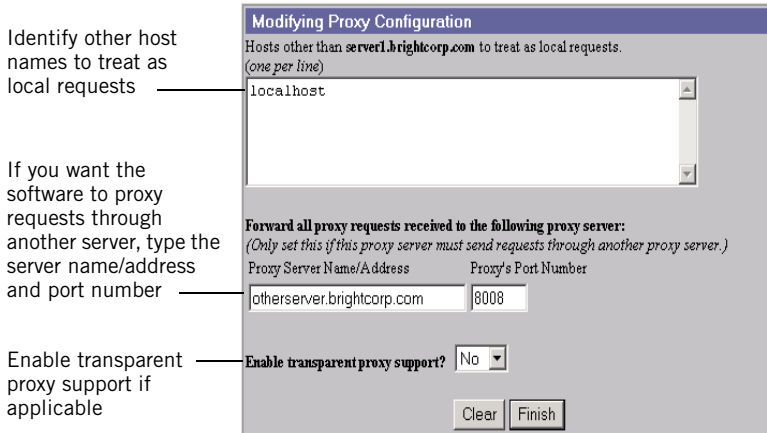 Modifying Proxy Configuration
Identify other host
names to treat as
local requests
Hosts other than server1.brightcorp.com to treat as local requests.
(one per line)
localhost
If you want the
software to proxy
requests through
another server, type the
server name/address
and port number
Forward all proxy requests received to the following proxy server:
(Only set this if this proxy server must send requests through another proxy server.)
Proxy Server Name/Address Proxy's Port Number
otherserver.brightcorp.com 8008
Enable transparent
proxy support if
applicable
Enable transparent proxy support? No
Clear Finish